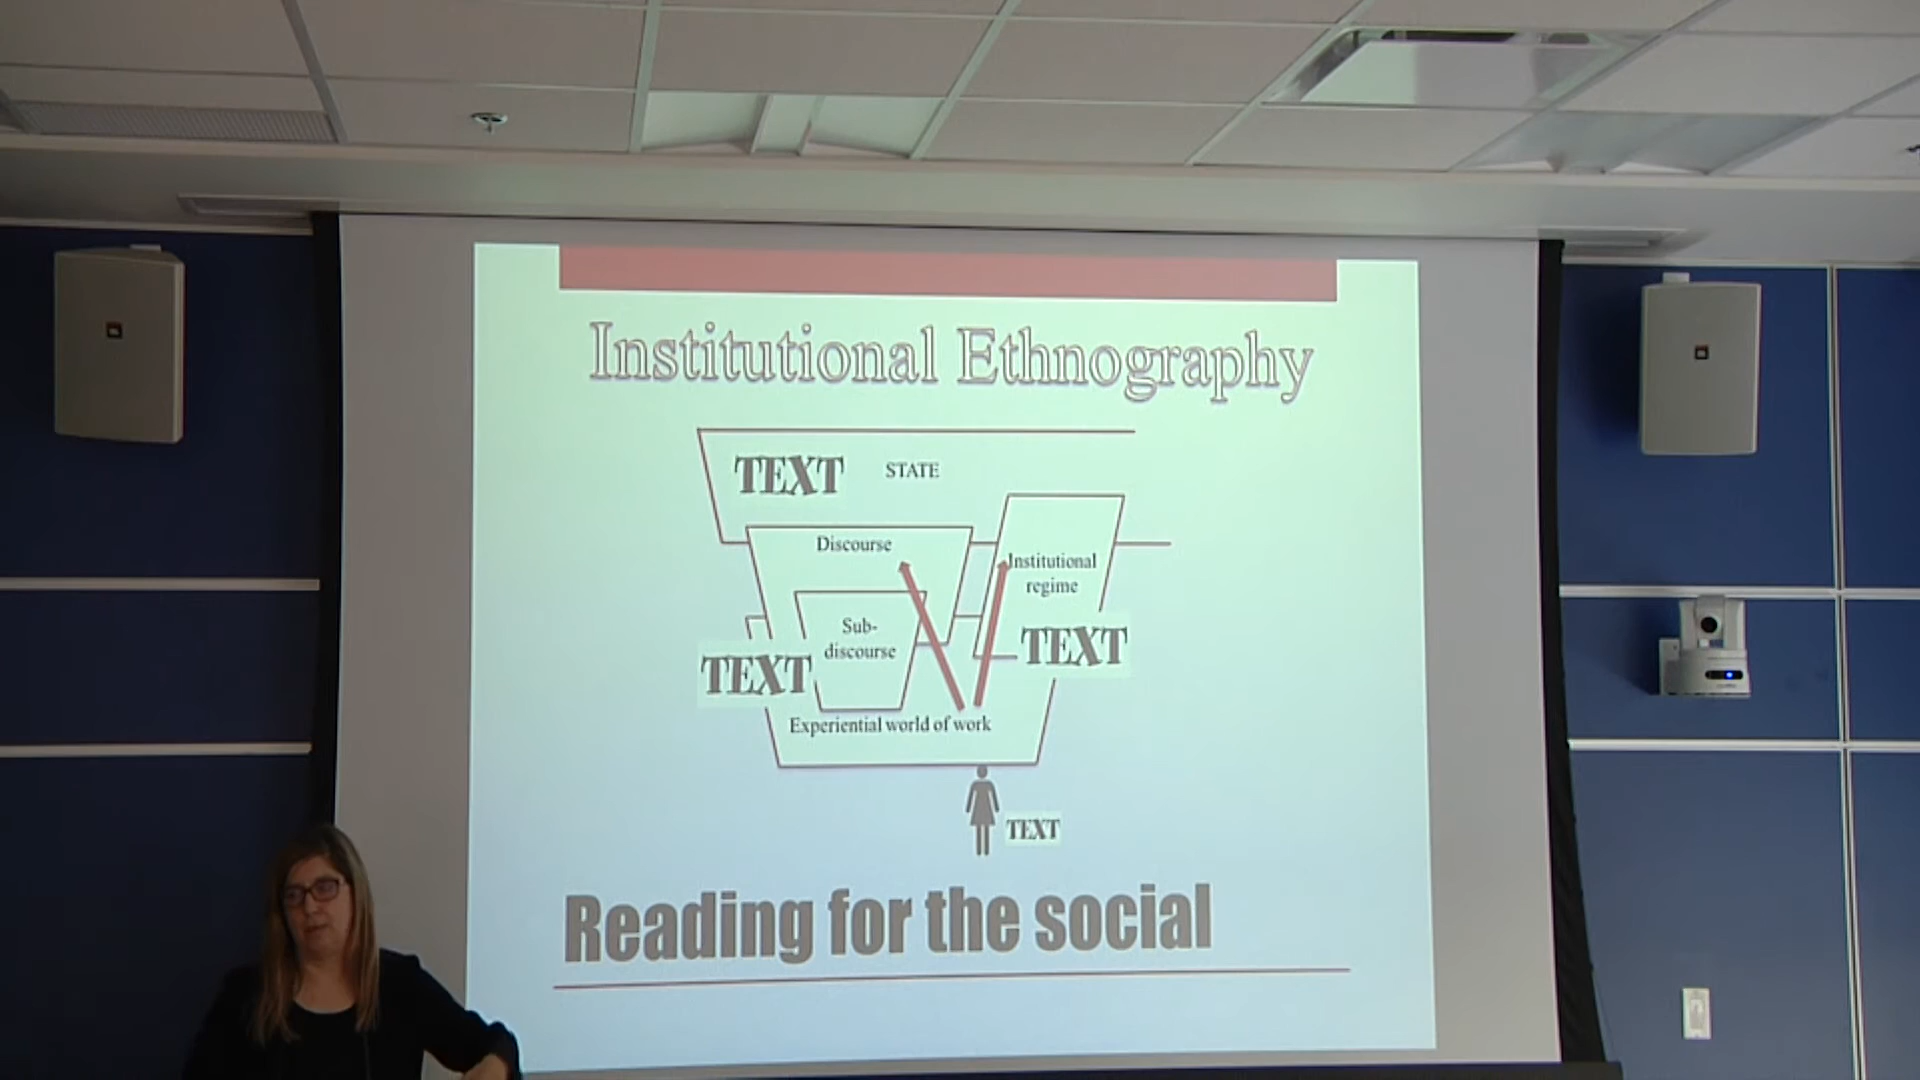 Institutional Ethnography
TEXT
STATE
Discourse
Institutional
regime
Sub-
discourse
TEXT
TEXT
Experiential world of work
TEXT
Reading for the social